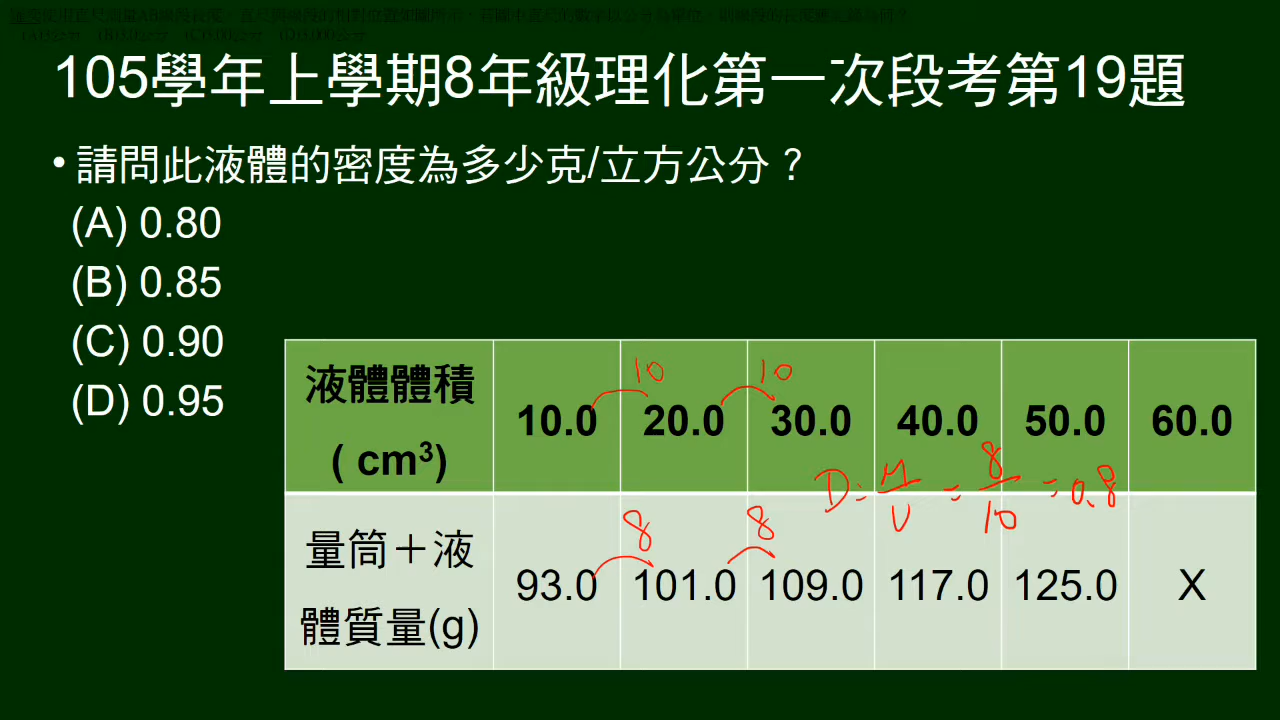 105學年上學期8年級理化第一次段考第19題
•請問此液體的密度為多少克/立方公分？
(A) 0.80
(B) 0.85
(C) 0.90
(D) 0.95
10 10
液體體積
( cm³)
10.0 20.0 30.0 40.0 50.0 60.0
D = M/V = 8/10 = 0.8
8 8
量筒＋液
體質量(g)
93.0 101.0 109.0 117.0 125.0 X